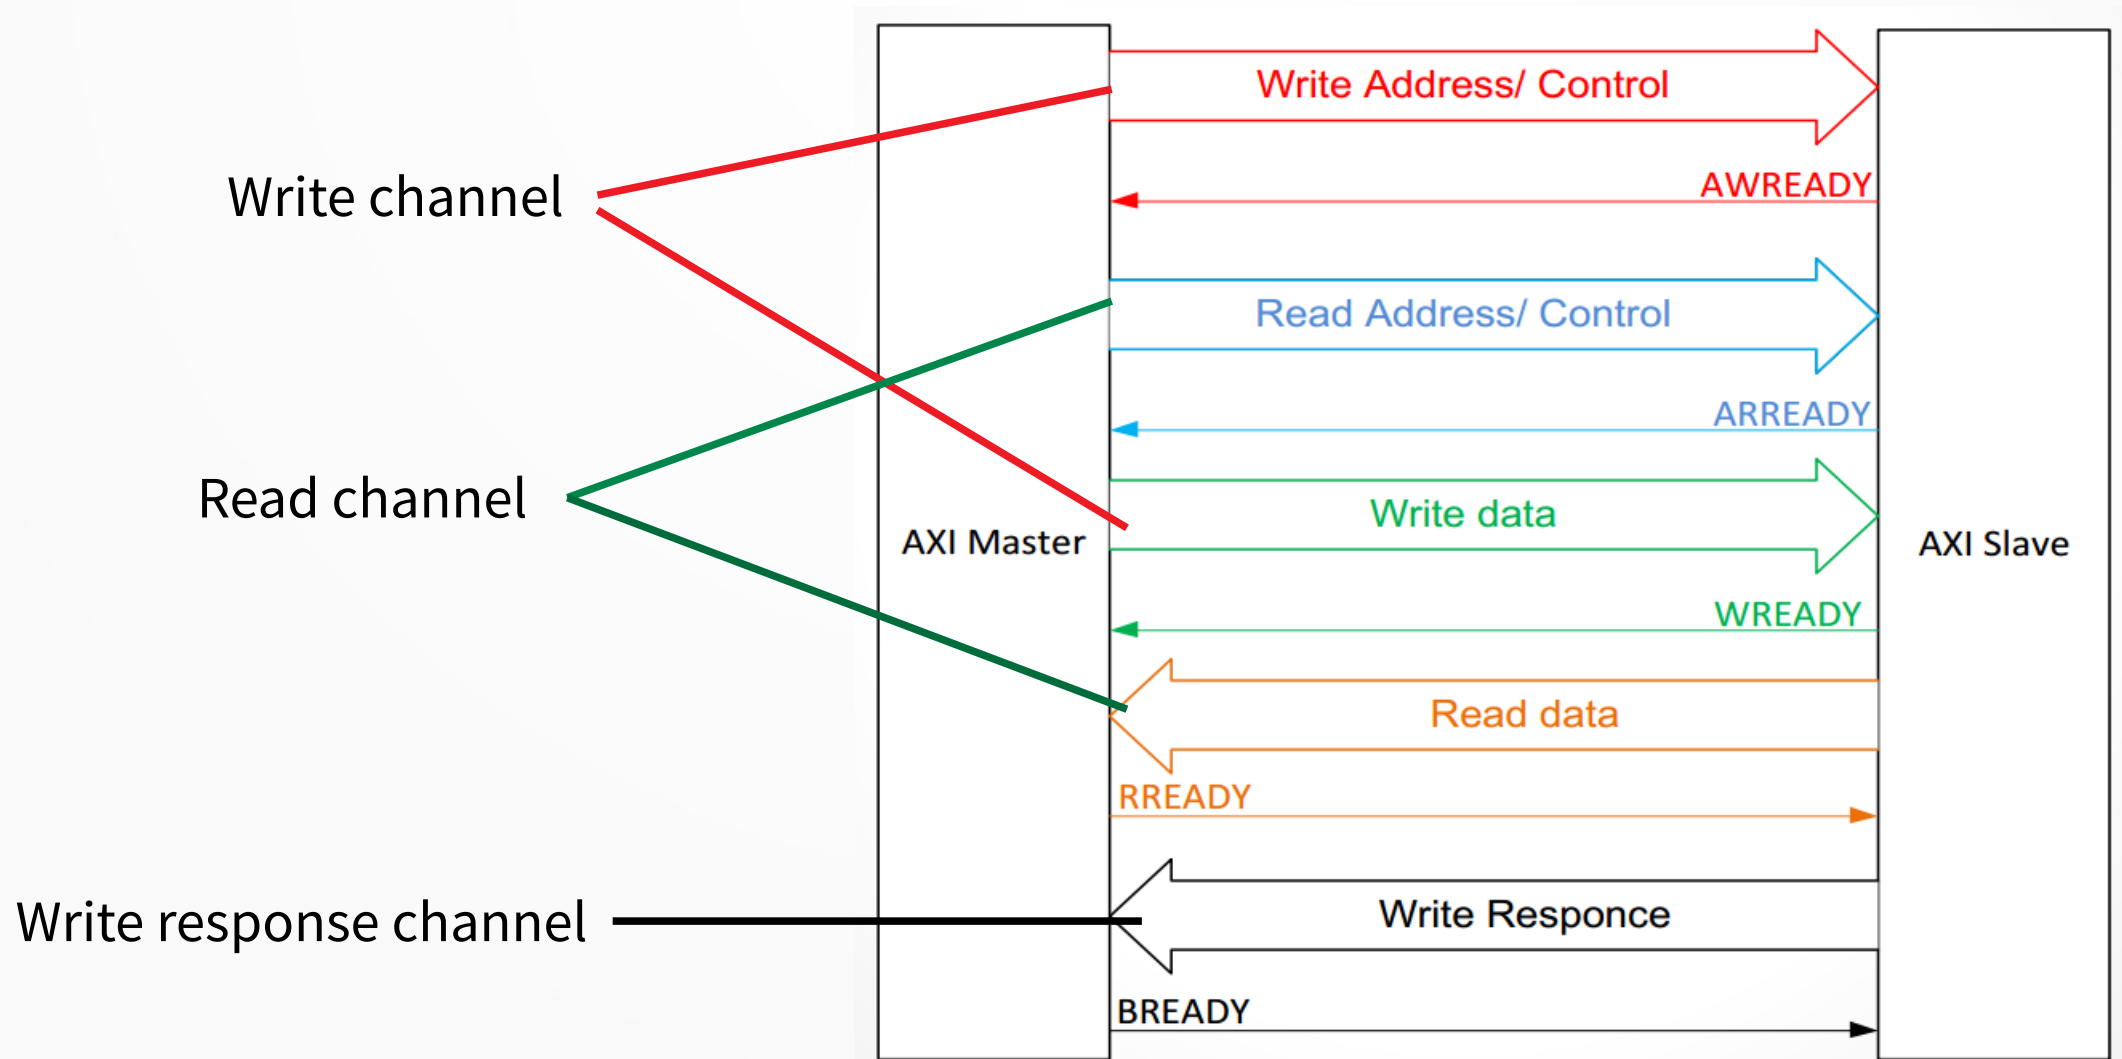 Write Address/ Control
AWREADY
Write channel
Read Address/ Control
ARREADY
Read channel
Write data
AXI Master
AXI Slave
WREADY
Read data
RREADY
Write response channel
Write Responce
BREADY